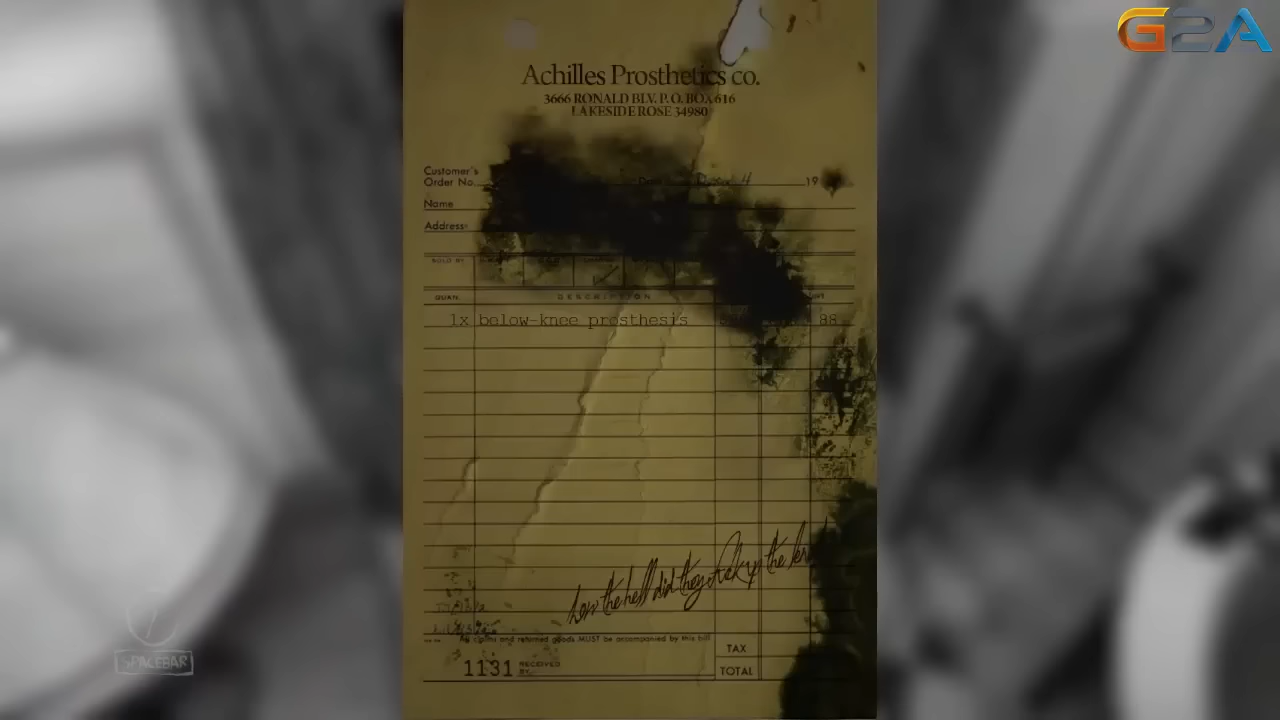 G2A
Achilles Prosthetics co.
3666 RONALD BLV. P.O. BOX 616
LAKESIDE ROSE 34980
Customer's
Order No.
4
19
Name
Address
SOLD BY
QUAN.
DESCRIPTION
1x below-knee prosthesis
88
how the hell did they fuck up the
All claims and returned goods MUST be accompanied by this bill
TAX
1131
RECEIVED
BY
TOTAL
SPACEBAR